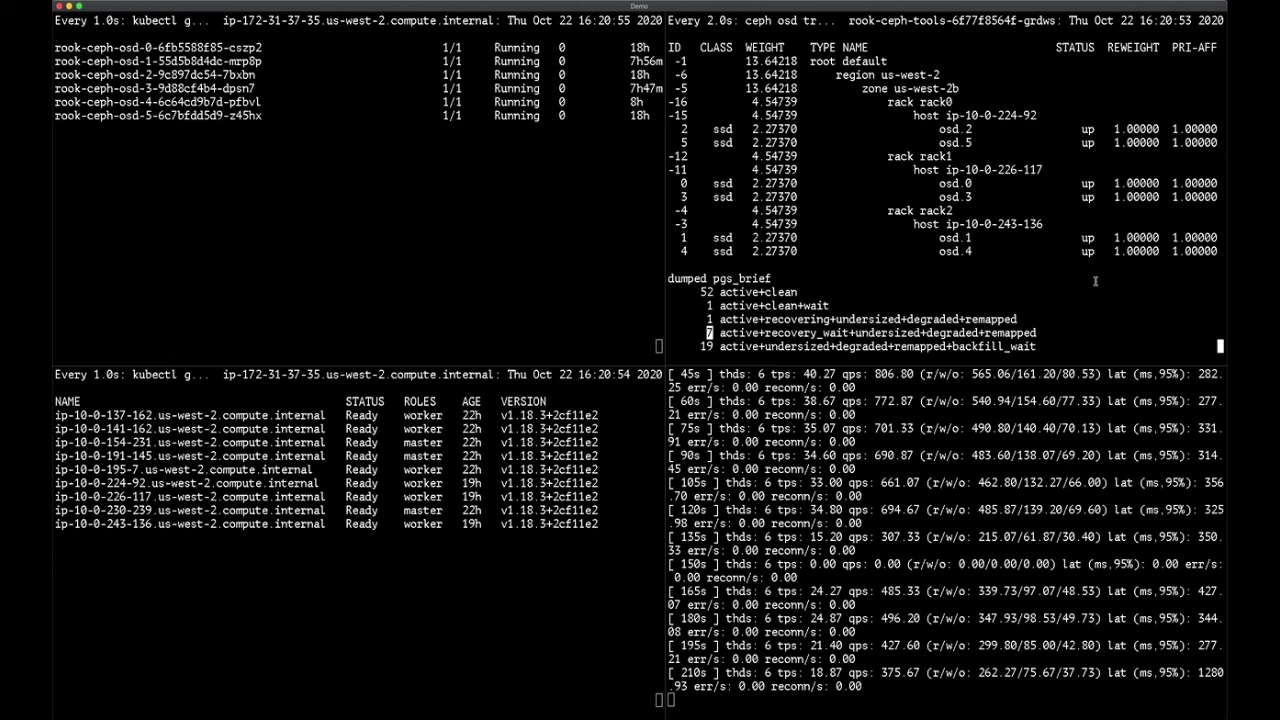 Demo
Every 1.0s: kubectl g...  ip-172-31-37-35.us-west-2.compute.internal: Thu Oct 22 16:20:55 2020
rook-ceph-osd-0-6fb5588f85-cszp2 1/1 Running 0 18h
rook-ceph-osd-1-55d5b8d4dc-mrp8p 1/1 Running 0 7h56m
rook-ceph-osd-2-9c897dc54-7bxbn 1/1 Running 0 18h
rook-ceph-osd-3-9d88cf4b4-dpsn7 1/1 Running 0 7h47m
rook-ceph-osd-4-6c64cd9b7d-pfbvl 1/1 Running 0 8h
rook-ceph-osd-5-6c7bfdd5d9-z45hx 1/1 Running 0 18h
Every 2.0s: ceph osd tr...  rook-ceph-tools-6f77f8564f-grdws: Thu Oct 22 16:20:53 2020
ID CLASS WEIGHT TYPE NAME STATUS REWEIGHT PRI-AFF
-1 13.64218 root default
-6 13.64218 region us-west-2
-5 13.64218 zone us-west-2b
-16 4.54739 rack rack0
-15 4.54739 host ip-10-0-224-92
2 ssd 2.27370 osd.2 up 1.00000 1.00000
5 ssd 2.27370 osd.5 up 1.00000 1.00000
-12 4.54739 rack rack1
-11 4.54739 host ip-10-0-226-117
0 ssd 2.27370 osd.0 up 1.00000 1.00000
3 ssd 2.27370 osd.3 up 1.00000 1.00000
-4 4.54739 rack rack2
-3 4.54739 host ip-10-0-243-136
1 ssd 2.27370 osd.1 up 1.00000 1.00000
4 ssd 2.27370 osd.4 up 1.00000 1.00000
dumped pgs_brief
52 active+clean
1 active+clean+wait
1 active+recovering+undersized+degraded+remapped
7 active+recovery_wait+undersized+degraded+remapped
19 active+undersized+degraded+remapped+backfill_wait
Every 1.0s: kubectl g...  ip-172-31-37-35.us-west-2.compute.internal: Thu Oct 22 16:20:54 2020
NAME STATUS ROLES AGE VERSION
ip-10-0-137-162.us-west-2.compute.internal Ready worker 22h v1.18.3+2cf11e2
ip-10-0-141-162.us-west-2.compute.internal Ready worker 22h v1.18.3+2cf11e2
ip-10-0-154-231.us-west-2.compute.internal Ready master 22h v1.18.3+2cf11e2
ip-10-0-191-145.us-west-2.compute.internal Ready master 22h v1.18.3+2cf11e2
ip-10-0-195-7.us-west-2.compute.internal Ready worker 22h v1.18.3+2cf11e2
ip-10-0-224-92.us-west-2.compute.internal Ready worker 19h v1.18.3+2cf11e2
ip-10-0-226-117.us-west-2.compute.internal Ready worker 19h v1.18.3+2cf11e2
ip-10-0-230-239.us-west-2.compute.internal Ready master 22h v1.18.3+2cf11e2
ip-10-0-243-136.us-west-2.compute.internal Ready worker 19h v1.18.3+2cf11e2
[ 45s ] thds: 6 tps: 40.27 qps: 806.80 (r/w/o: 565.06/161.20/80.53) lat (ms,95%): 282.
25 err/s: 0.00 reconn/s: 0.00
[ 60s ] thds: 6 tps: 38.67 qps: 772.87 (r/w/o: 540.94/154.60/77.33) lat (ms,95%): 277.
21 err/s: 0.00 reconn/s: 0.00
[ 75s ] thds: 6 tps: 35.07 qps: 701.33 (r/w/o: 490.80/140.40/70.13) lat (ms,95%): 331.
91 err/s: 0.00 reconn/s: 0.00
[ 90s ] thds: 6 tps: 34.60 qps: 690.87 (r/w/o: 483.60/138.07/69.20) lat (ms,95%): 314.
45 err/s: 0.00 reconn/s: 0.00
[ 105s ] thds: 6 tps: 33.00 qps: 661.07 (r/w/o: 462.80/132.27/66.00) lat (ms,95%): 356
.70 err/s: 0.00 reconn/s: 0.00
[ 120s ] thds: 6 tps: 34.80 qps: 694.67 (r/w/o: 485.87/139.20/69.60) lat (ms,95%): 325
.98 err/s: 0.00 reconn/s: 0.00
[ 135s ] thds: 6 tps: 15.20 qps: 307.33 (r/w/o: 215.07/61.87/30.40) lat (ms,95%): 350.
33 err/s: 0.00 reconn/s: 0.00
[ 150s ] thds: 6 tps: 0.00 qps: 0.00 (r/w/o: 0.00/0.00/0.00) lat (ms,95%): 0.00 err/s:
0.00 reconn/s: 0.00
[ 165s ] thds: 6 tps: 24.27 qps: 485.33 (r/w/o: 339.73/97.07/48.53) lat (ms,95%): 427.
07 err/s: 0.00 reconn/s: 0.00
[ 180s ] thds: 6 tps: 24.87 qps: 496.20 (r/w/o: 347.93/98.53/49.73) lat (ms,95%): 344.
08 err/s: 0.00 reconn/s: 0.00
[ 195s ] thds: 6 tps: 21.40 qps: 427.60 (r/w/o: 299.80/85.00/42.80) lat (ms,95%): 277.
21 err/s: 0.00 reconn/s: 0.00
[ 210s ] thds: 6 tps: 18.87 qps: 375.67 (r/w/o: 262.27/75.67/37.73) lat (ms,95%): 1280
.93 err/s: 0.00 reconn/s: 0.00